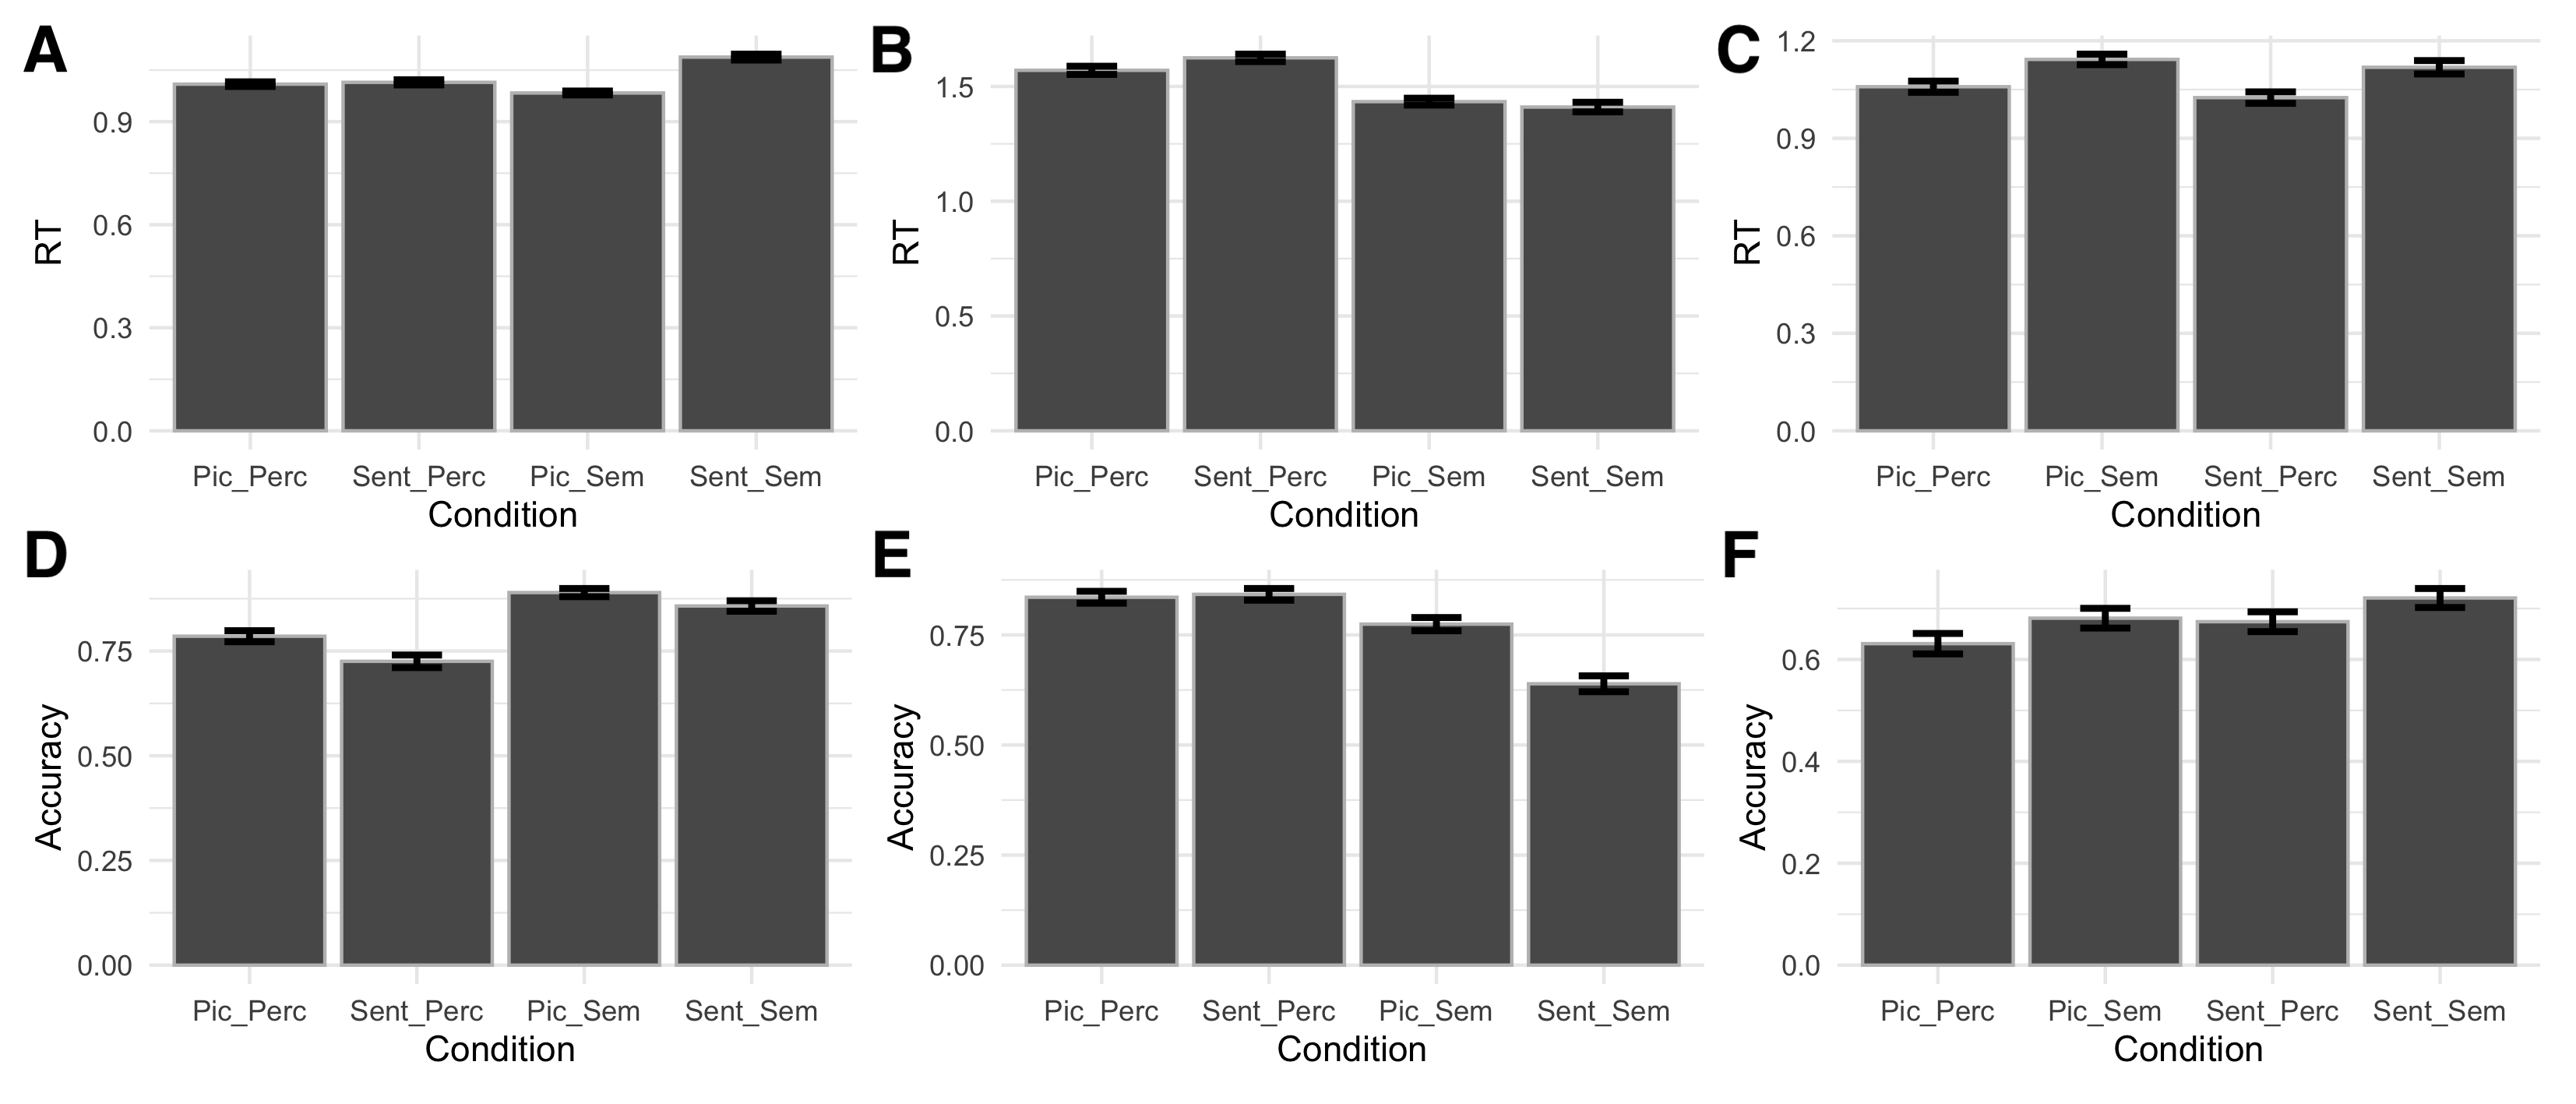 A
RT
0.9
0.6
0.3
0.0
Pic_Perc Sent_Perc Pic_Sem Sent_Sem
Condition
B
RT
1.5
1.0
0.5
0.0
Pic_Perc Sent_Perc Pic_Sem Sent_Sem
Condition
C
RT
1.2
0.9
0.6
0.3
0.0
Pic_Perc Pic_Sem Sent_Perc Sent_Sem
Condition
D
Accuracy
0.75
0.50
0.25
0.00
Pic_Perc Sent_Perc Pic_Sem Sent_Sem
Condition
E
Accuracy
0.75
0.50
0.25
0.00
Pic_Perc Sent_Perc Pic_Sem Sent_Sem
Condition
F
Accuracy
0.6
0.4
0.2
0.0
Pic_Perc Pic_Sem Sent_Perc Sent_Sem
Condition